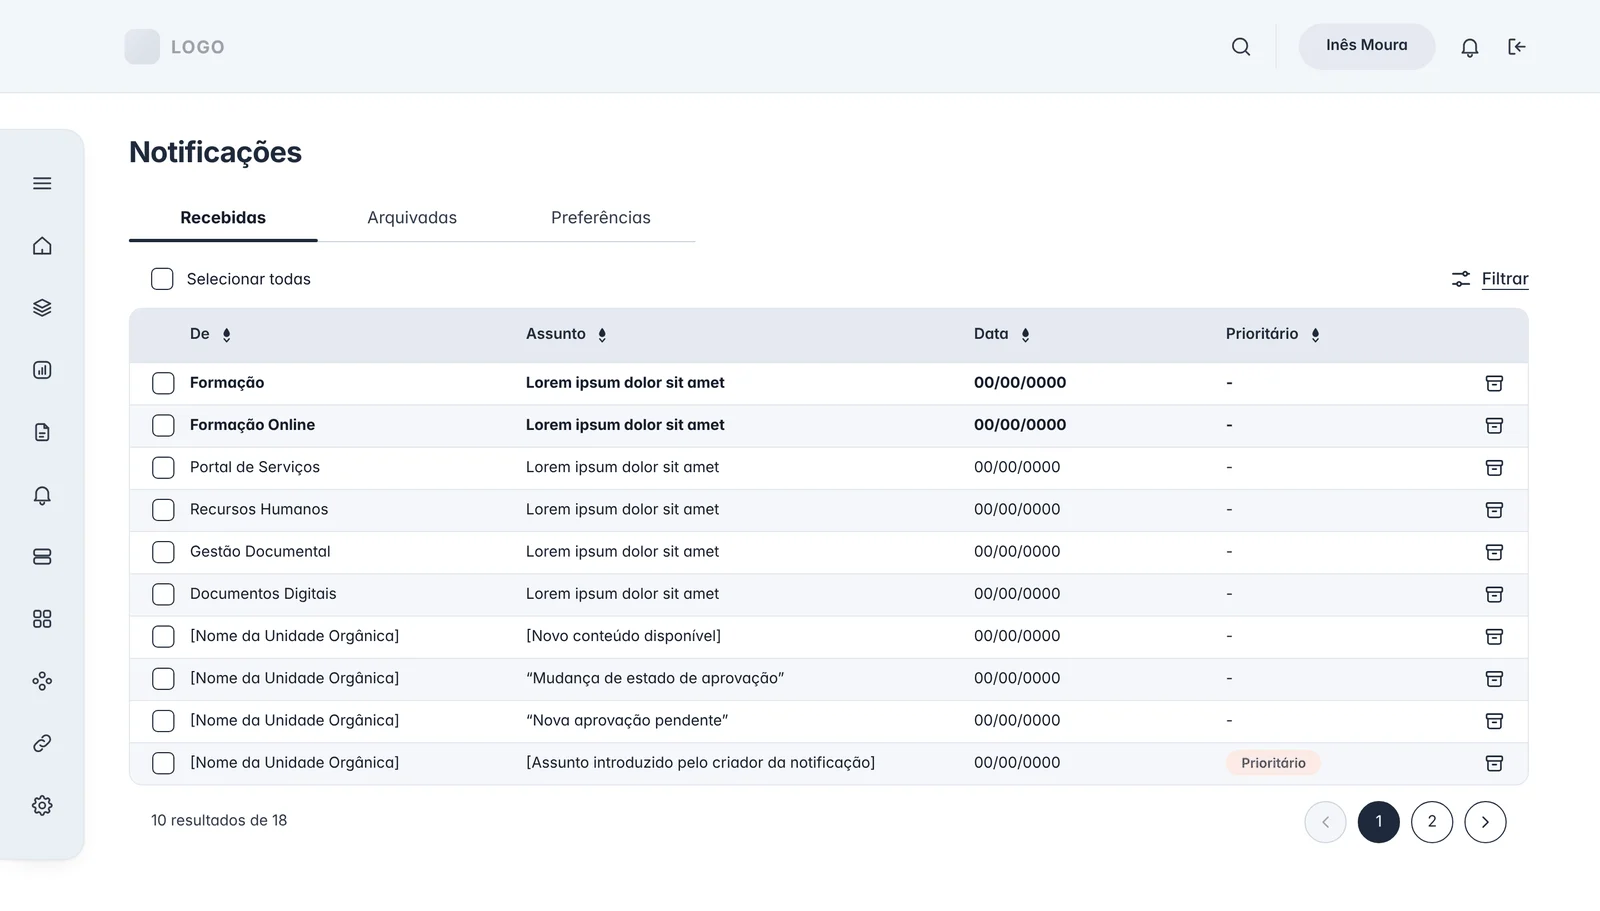 LOGO
Inês Moura
Notificações
Recebidas Arquivadas Preferências
Selecionar todas Filtrar
De Assunto Data Prioritário
Formação Lorem ipsum dolor sit amet 00/00/0000 -
Formação Online Lorem ipsum dolor sit amet 00/00/0000 -
Portal de Serviços Lorem ipsum dolor sit amet 00/00/0000 -
Recursos Humanos Lorem ipsum dolor sit amet 00/00/0000 -
Gestão Documental Lorem ipsum dolor sit amet 00/00/0000 -
Documentos Digitais Lorem ipsum dolor sit amet 00/00/0000 -
[Nome da Unidade Orgânica] [Novo conteúdo disponível] 00/00/0000 -
[Nome da Unidade Orgânica] “Mudança de estado de aprovação” 00/00/0000 -
[Nome da Unidade Orgânica] “Nova aprovação pendente” 00/00/0000 -
[Nome da Unidade Orgânica] [Assunto introduzido pelo criador da notificação] 00/00/0000 Prioritário
10 resultados de 18 1 2